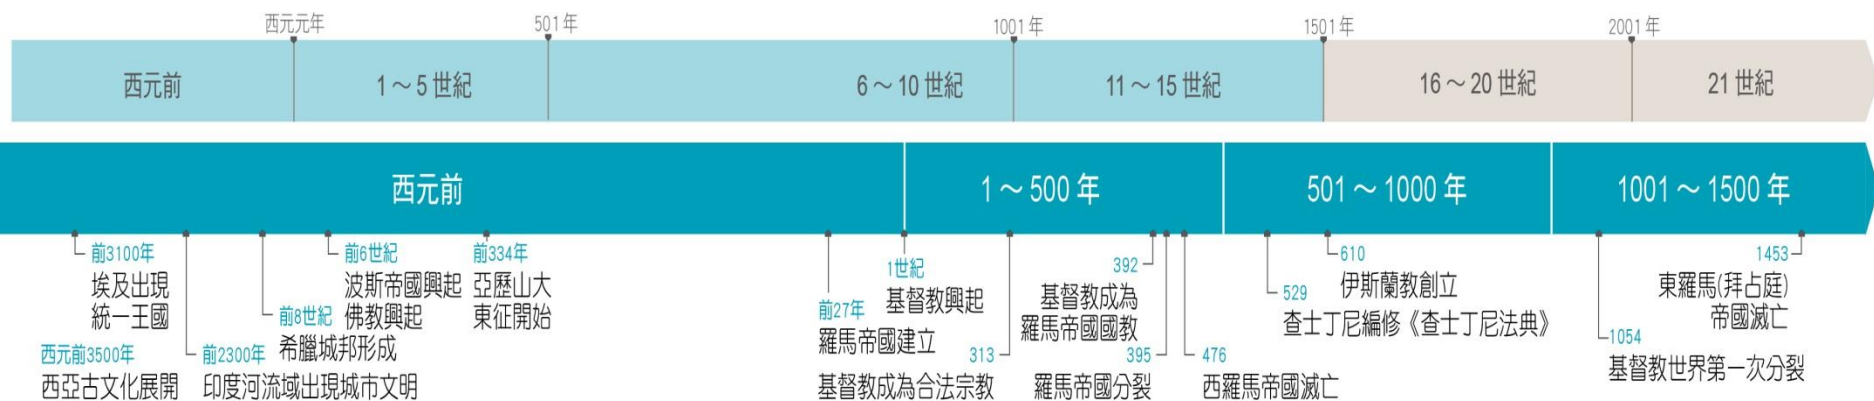 西元元年
501年
1001年
1501年
2001年
西元前
1～5世紀
6～10世紀
11～15世紀
16～20世紀
21世紀
西元前
1～500年
501～1000年
1001～1500年
西元前3500年
西亞古文化展開
前3100年
埃及出現
統一王國
前2300年
印度河流域出現城市文明
前8世紀
希臘城邦形成
前6世紀
波斯帝國興起
佛教興起
前334年
亞歷山大
東征開始
前27年
羅馬帝國建立
1世紀
基督教興起
313
基督教成為合法宗教
392
基督教成為
羅馬帝國國教
395
羅馬帝國分裂
476
西羅馬帝國滅亡
529
查士丁尼編修《查士丁尼法典》
610
伊斯蘭教創立
1054
基督教世界第一次分裂
1453
東羅馬(拜占庭)
帝國滅亡